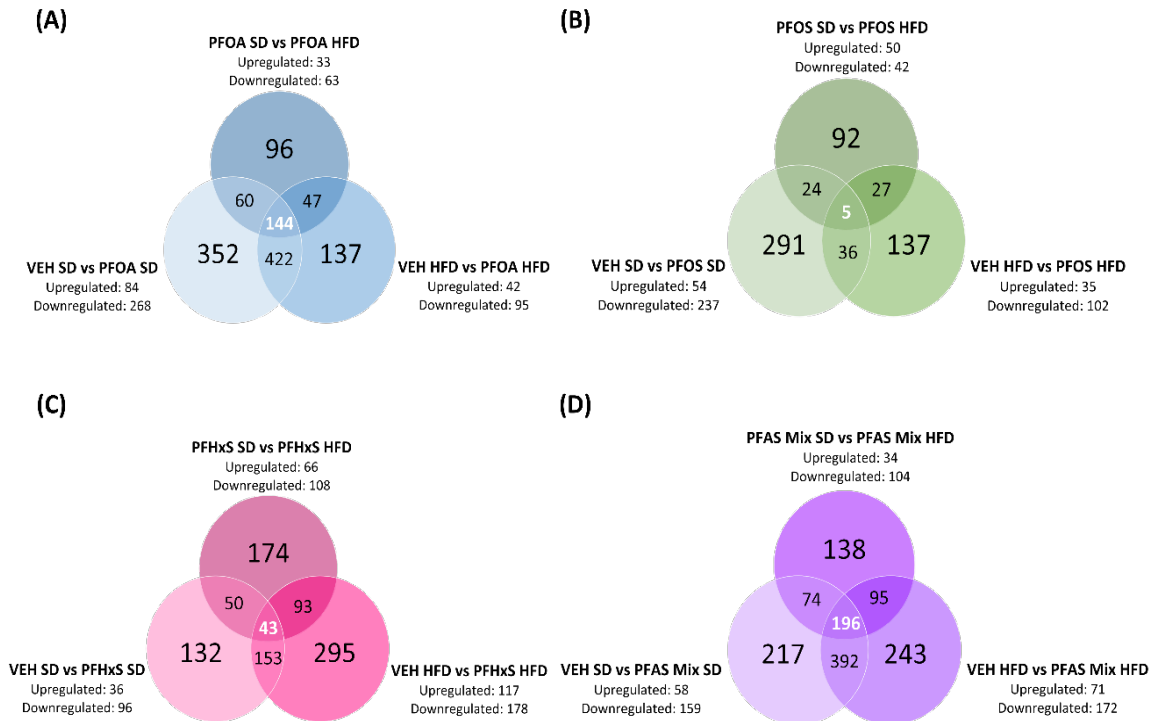 (A)
PFOA SD vs PFOA HFD
Upregulated: 33
Downregulated: 63
96
60
47
144
352
422
137
VEH SD vs PFOA SD
Upregulated: 84
Downregulated: 268
VEH HFD vs PFOA HFD
Upregulated: 42
Downregulated: 95
(B)
PFOS SD vs PFOS HFD
Upregulated: 50
Downregulated: 42
92
24
27
5
291
36
137
VEH SD vs PFOS SD
Upregulated: 54
Downregulated: 237
VEH HFD vs PFOS HFD
Upregulated: 35
Downregulated: 102
(C)
PFHxS SD vs PFHxS HFD
Upregulated: 66
Downregulated: 108
174
50
93
43
132
153
295
VEH SD vs PFHxS SD
Upregulated: 36
Downregulated: 96
VEH HFD vs PFHxS HFD
Upregulated: 117
Downregulated: 178
(D)
PFAS Mix SD vs PFAS Mix HFD
Upregulated: 34
Downregulated: 104
138
74
95
196
217
392
243
VEH SD vs PFAS Mix SD
Upregulated: 58
Downregulated: 159
VEH HFD vs PFAS Mix HFD
Upregulated: 71
Downregulated: 172